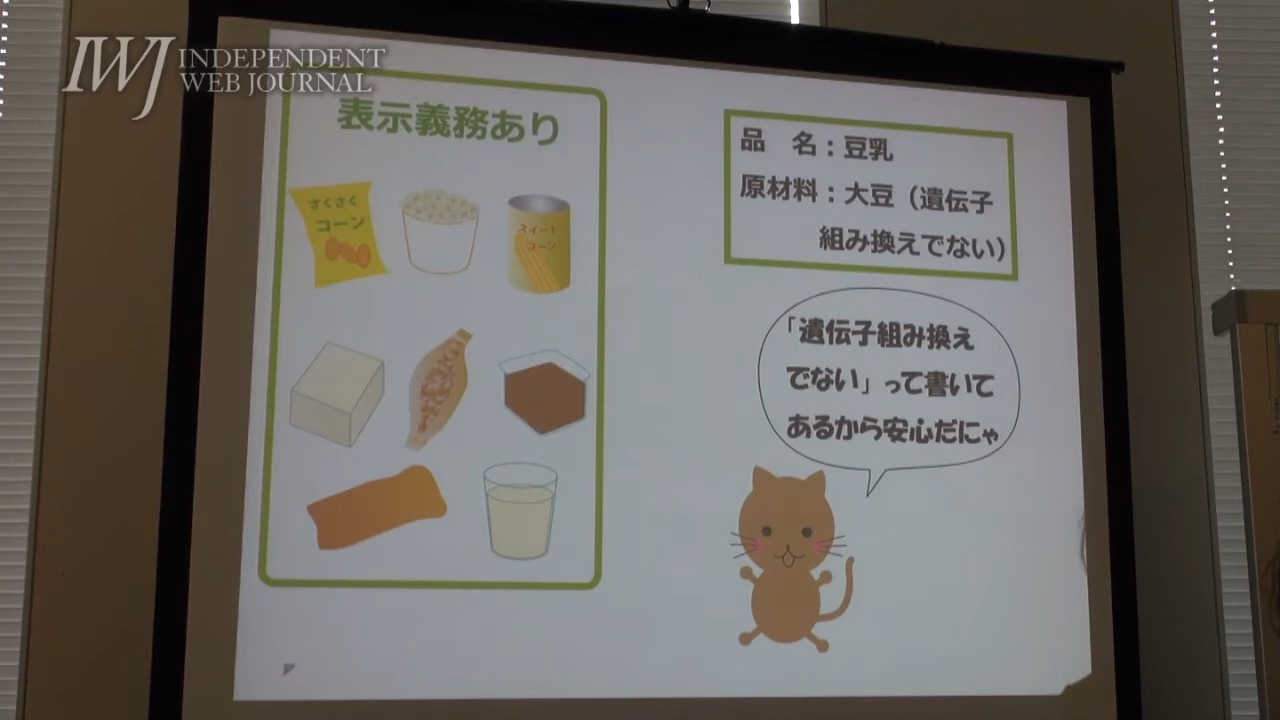 IWJ INDEPENDENT
WEB JOURNAL
表示義務あり
さくさく
コーン
スイート
コーン
品　名：豆乳
原材料：大豆（遺伝子
組み換えでない）
「遺伝子組み換え
でない」って書いて
あるから安心だにゃ